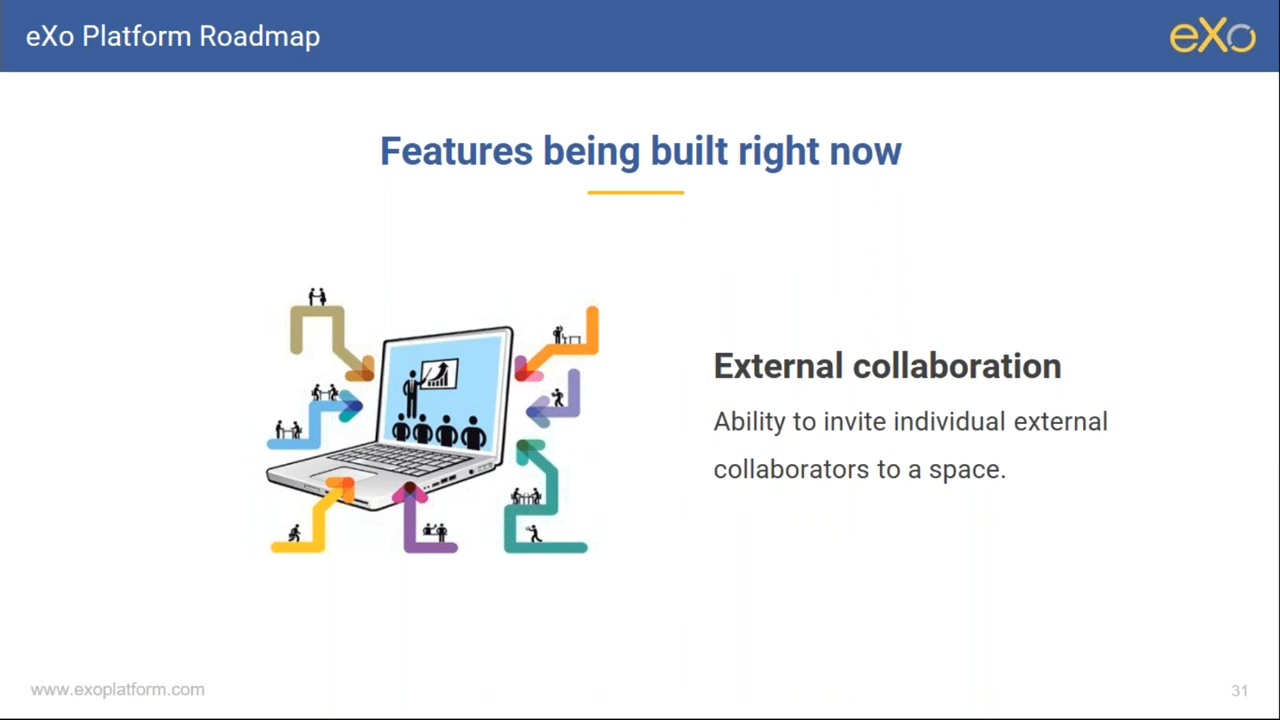 eXo Platform Roadmap
eXo
Features being built right now
External collaboration
Ability to invite individual external
collaborators to a space.
www.exoplatform.com
31